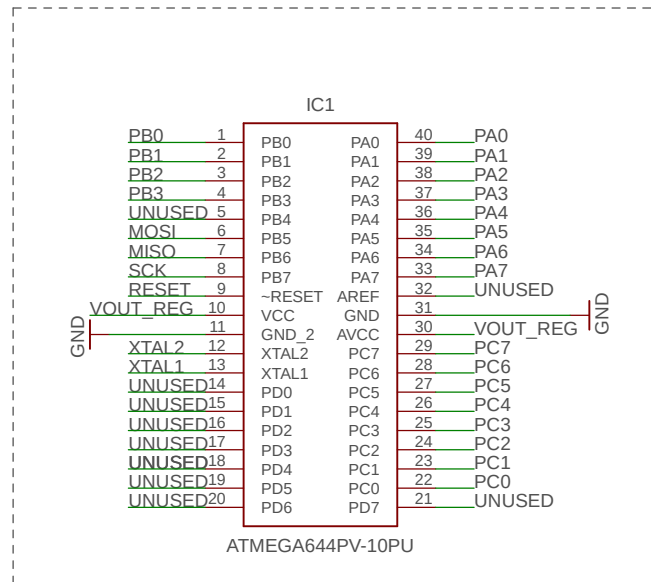 IC1
PB0 1 PB0 PA0 40 PA0
PB1 2 PB1 PA1 39 PA1
PB2 3 PB2 PA2 38 PA2
PB3 4 PB3 PA3 37 PA3
UNUSED 5 PB4 PA4 36 PA4
MOSI 6 PB5 PA5 35 PA5
MISO 7 PB6 PA6 34 PA6
SCK 8 PB7 PA7 33 PA7
RESET 9 ~RESET AREF 32 UNUSED
VOUT_REG 10 VCC GND 31 GND
GND 11 GND_2 AVCC 30 VOUT_REG
XTAL2 12 XTAL2 PC7 29 PC7
XTAL1 13 XTAL1 PC6 28 PC6
UNUSED 14 PD0 PC5 27 PC5
UNUSED 15 PD1 PC4 26 PC4
UNUSED 16 PD2 PC3 25 PC3
UNUSED 17 PD3 PC2 24 PC2
UNUSED 18 PD4 PC1 23 PC1
UNUSED 19 PD5 PC0 22 PC0
UNUSED 20 PD6 PD7 21 UNUSED
ATMEGA644PV-10PU